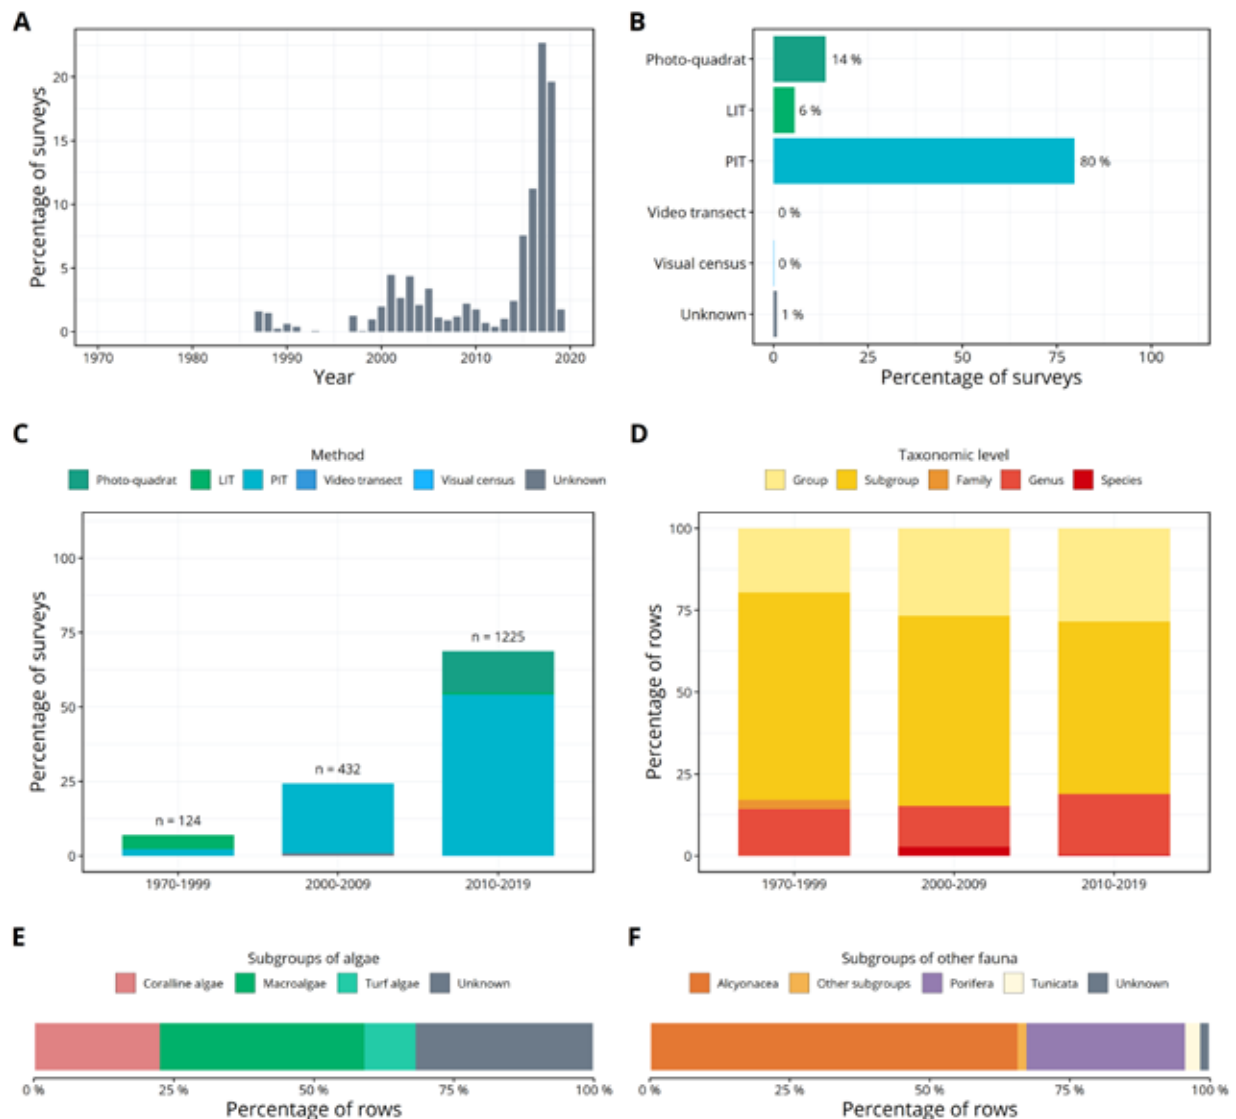 A
Percentage of surveys
20
15
10
5
0
1970 1980 1990 2000 2010 2020
Year
B
Photo-quadrat 14 %
LIT 6 %
PIT 80 %
Video transect 0 %
Visual census 0 %
Unknown 1 %
0 25 50 75 100
Percentage of surveys
C
Method
Photo-quadrat LIT PIT Video transect Visual census Unknown
Percentage of surveys
100
75
50
25
0
n = 124
n = 432
n = 1225
1970-1999 2000-2009 2010-2019
D
Taxonomic level
Group Subgroup Family Genus Species
Percentage of rows
100
75
50
25
0
1970-1999 2000-2009 2010-2019
E
Subgroups of algae
Coralline algae Macroalgae Turf algae Unknown
0 % 25 % 50 % 75 % 100 %
Percentage of rows
F
Subgroups of other fauna
Alcyonacea Other subgroups Porifera Tunicata Unknown
0 % 25 % 50 % 75 % 100 %
Percentage of rows